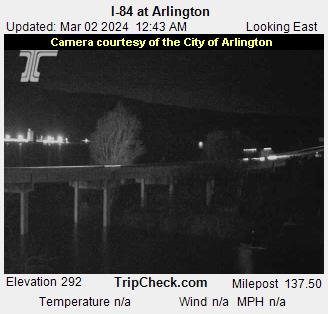 I-84 at Arlington
Updated: Mar 02 2024 12:43 AM Looking East
Camera courtesy of the City of Arlington
Elevation 292 TripCheck.com Milepost 137.50
Temperature n/a Wind n/a MPH n/a